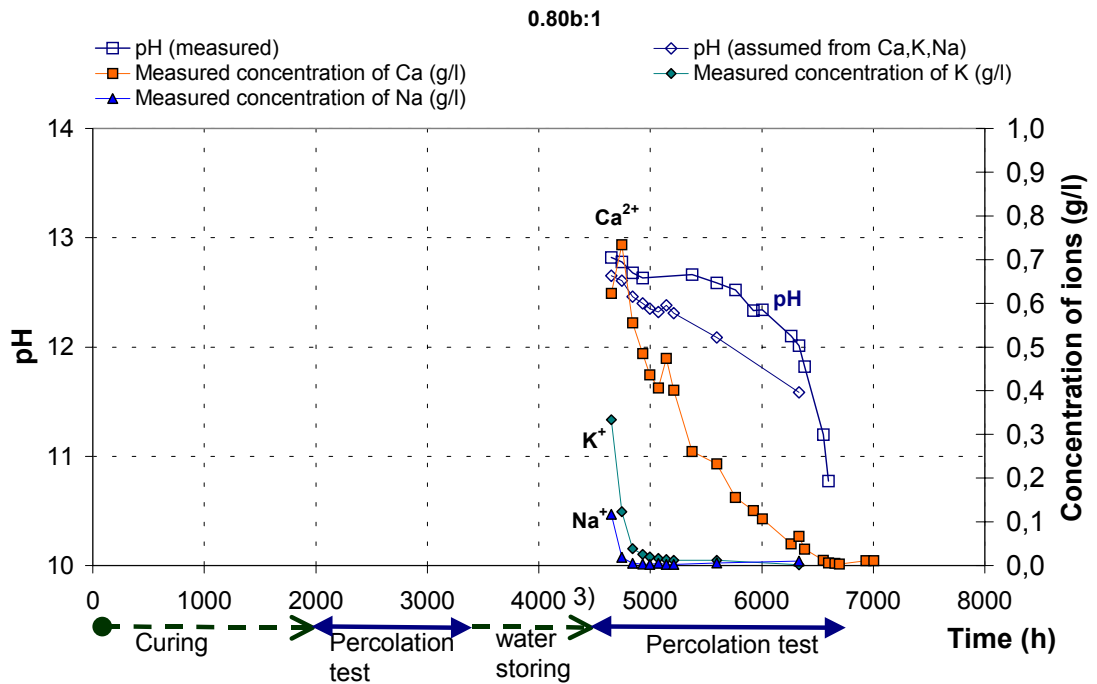 0.80b:1
pH (measured)
pH (assumed from Ca,K,Na)
Measured concentration of Ca (g/l)
Measured concentration of K (g/l)
Measured concentration of Na (g/l)
14
1,0
0,9
0,8
Ca²⁺
13
0,7
0,6
pH
pH
12
0,5
Concentration of ions (g/l)
0,4
K⁺
0,3
11
0,2
Na⁺
0,1
10
0,0
0 1000 2000 3000 4000 3) 5000 6000 7000 8000
Curing
Percolation
test
water
storing
Percolation test
Time (h)